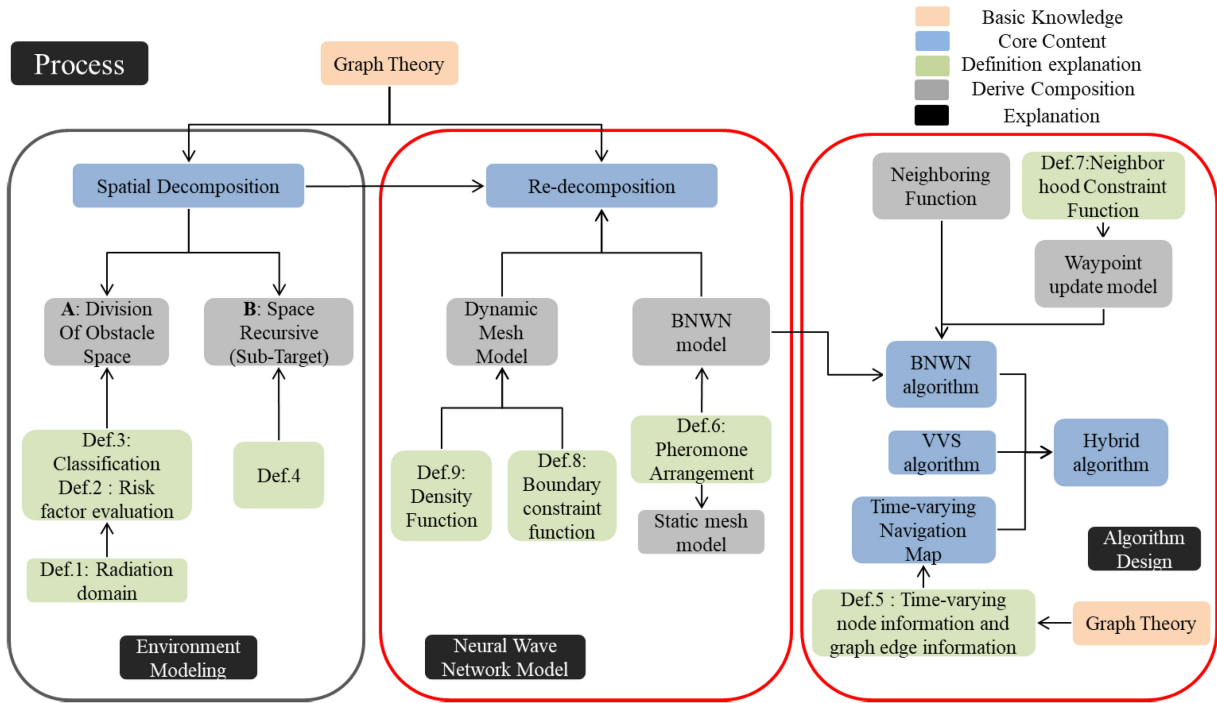 Process
Graph Theory
Basic Knowledge
Core Content
Definition explanation
Derive Composition
Explanation
Spatial Decomposition
A: Division
Of Obstacle
Space
B: Space
Recursive
(Sub-Target)
Def.3:
Classification
Def.2 : Risk
factor evaluation
Def.4
Def.1: Radiation
domain
Environment
Modeling
Re-decomposition
Dynamic
Mesh
Model
BNWN
model
Def.9:
Density
Function
Def.8:
Boundary
constraint
function
Def.6:
Pheromone
Arrangement
Static mesh
model
Neural Wave
Network Model
Neighboring
Function
Def.7:Neighbor
hood Constraint
Function
Waypoint
update model
BNWN
algorithm
VVS
algorithm
Hybrid
algorithm
Time-varying
Navigation
Map
Algorithm
Design
Def.5 : Time-varying
node information and
graph edge information
Graph Theory